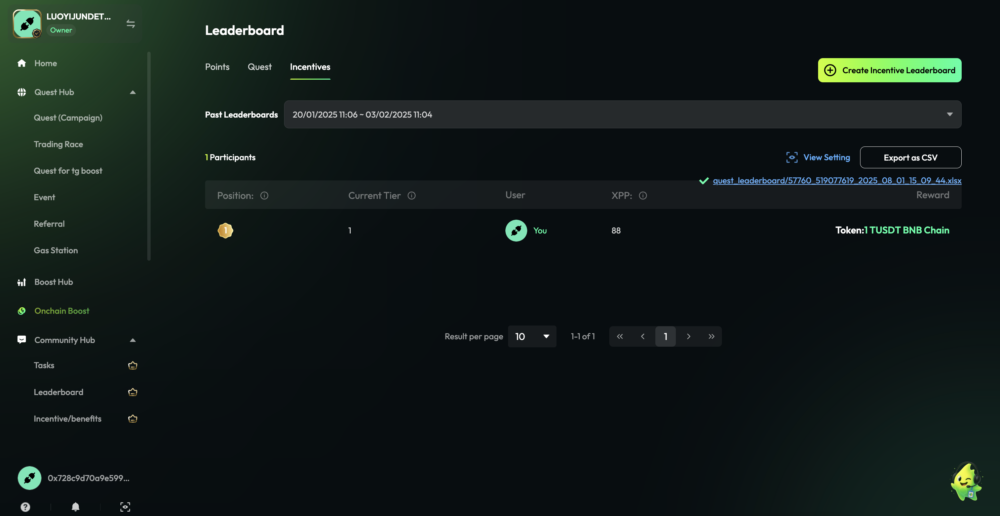 LUOYIJUNDET...
Owner
Home
Quest Hub
Quest (Campaign)
Trading Race
Quest for tg boost
Event
Referral
Gas Station
Boost Hub
Onchain Boost
Community Hub
Tasks
Leaderboard
Incentive/benefits
0x728c9d70a9e599...
Leaderboard
Points Quest Incentives
Create Incentive Leaderboard
Past Leaderboards 20/01/2025 11:06 ~ 03/02/2025 11:04
1 Participants
View Setting Export as CSV
quest_leaderboard/57760_519077619_2025_08_01_15_09_44.xlsx
Position: Current Tier User XPP: Reward
1 1 You 88 Token:1 TUSDT BNB Chain
Result per page 10 1-1 of 1 « < 1 > »